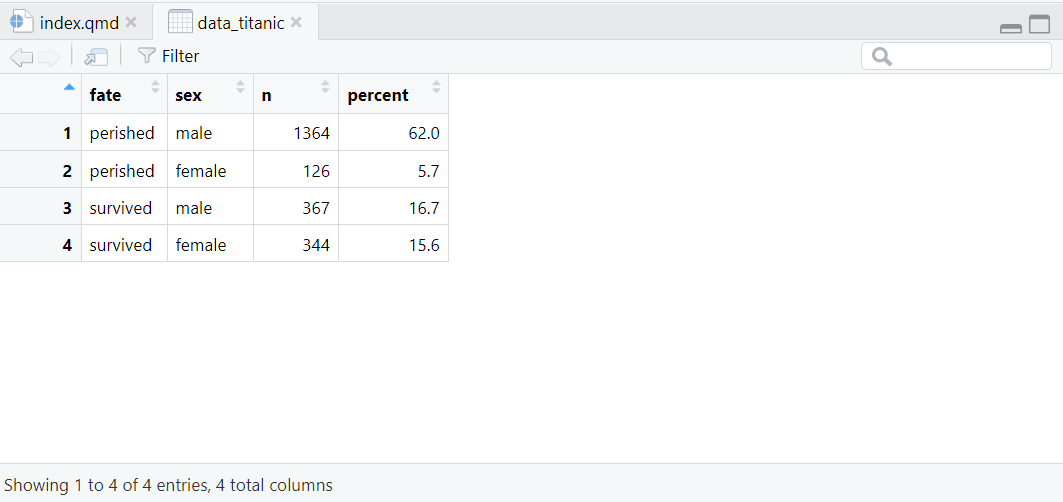 index.qmd data_titanic
Filter
fate sex n percent
1 perished male 1364 62.0
2 perished female 126 5.7
3 survived male 367 16.7
4 survived female 344 15.6
Showing 1 to 4 of 4 entries, 4 total columns